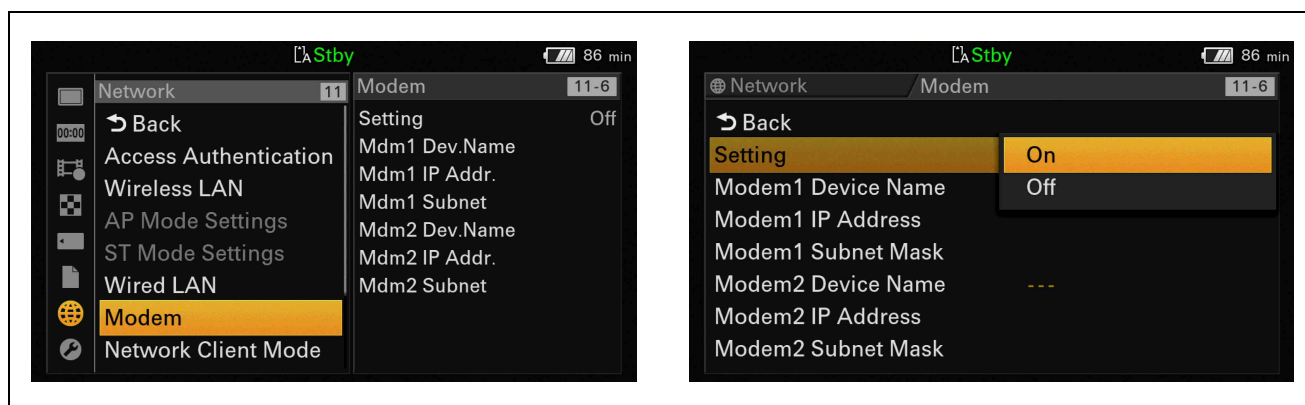 Stby
86 min
00:00
Network 11
Back
Access Authentication
Wireless LAN
AP Mode Settings
ST Mode Settings
Wired LAN
Modem
Network Client Mode
Modem 11-6
Setting Off
Mdm1 Dev.Name
Mdm1 IP Addr.
Mdm1 Subnet
Mdm2 Dev.Name
Mdm2 IP Addr.
Mdm2 Subnet
Stby
86 min
Network Modem 11-6
Back
Setting On
Off
Modem1 Device Name
Modem1 IP Address
Modem1 Subnet Mask
Modem2 Device Name ---
Modem2 IP Address
Modem2 Subnet Mask